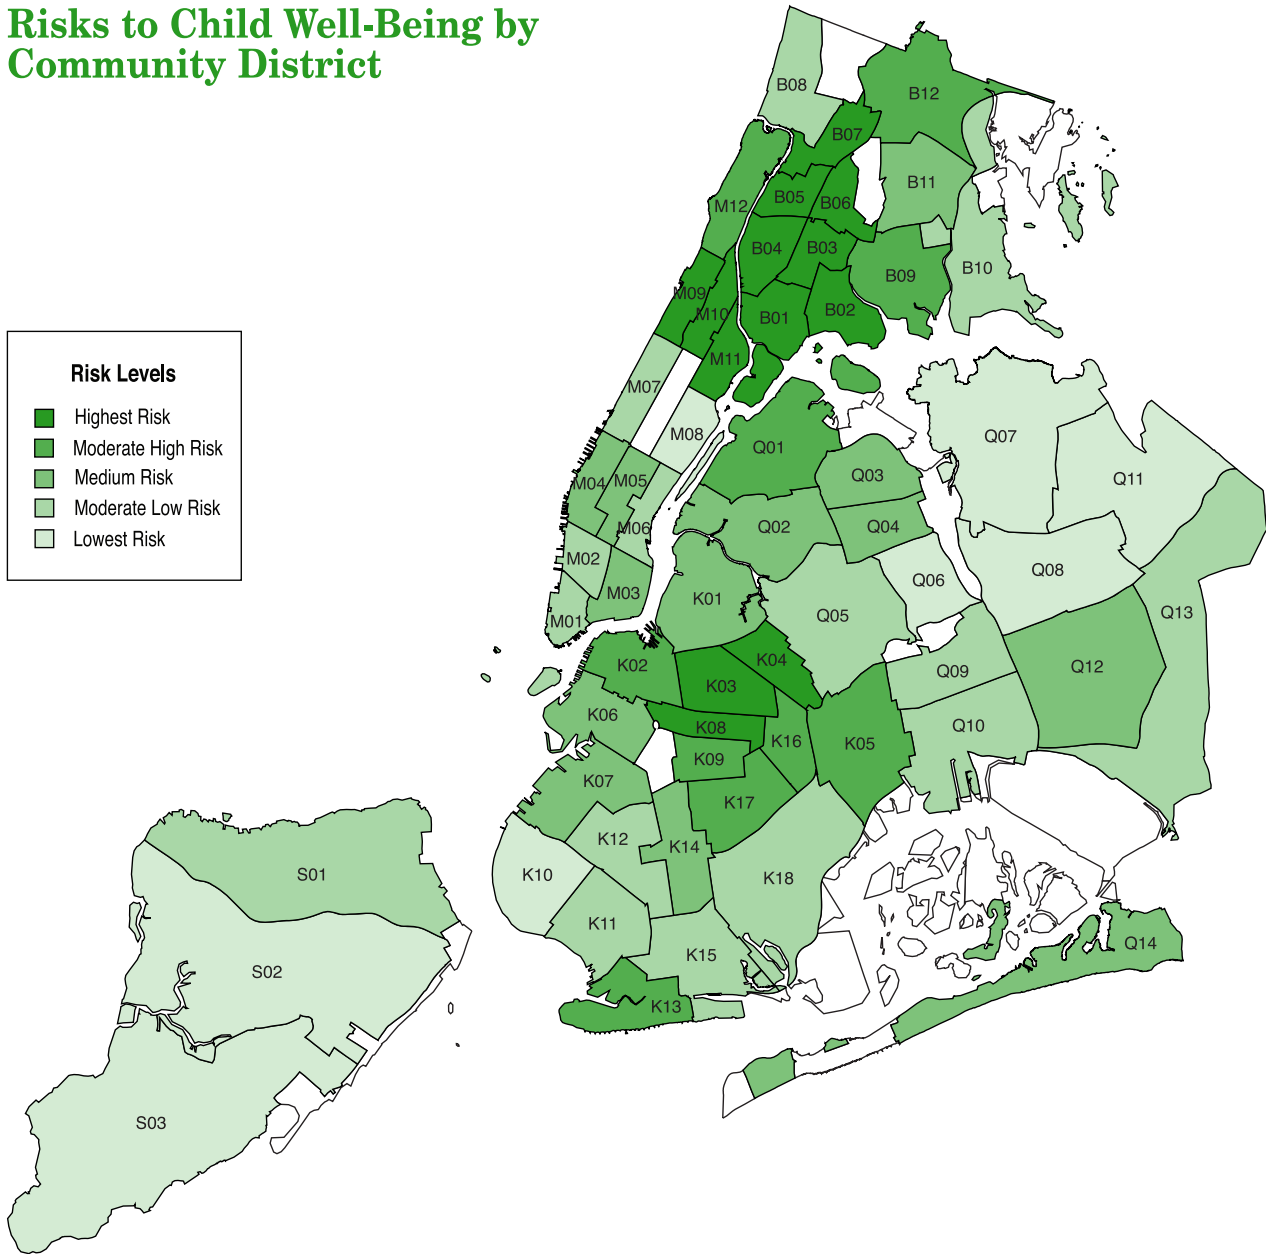 Risks to Child Well-Being by
Community District
Risk Levels
Highest Risk
Moderate High Risk
Medium Risk
Moderate Low Risk
Lowest Risk
B08
B12
B07
B11
B05
B06
M12
B04
B03
B10
B09
M09
M10
B01
B02
M11
M07
M08
Q07
Q01
Q03
Q11
M04
M05
M06
Q02
Q04
M02
Q06
Q08
M03
K01
M01
Q05
Q13
K02
K04
Q12
K03
Q09
K06
K08
Q10
K16
K05
K09
K07
K17
K12
K14
S01
K10
K18
K11
Q14
K15
S02
K13
S03